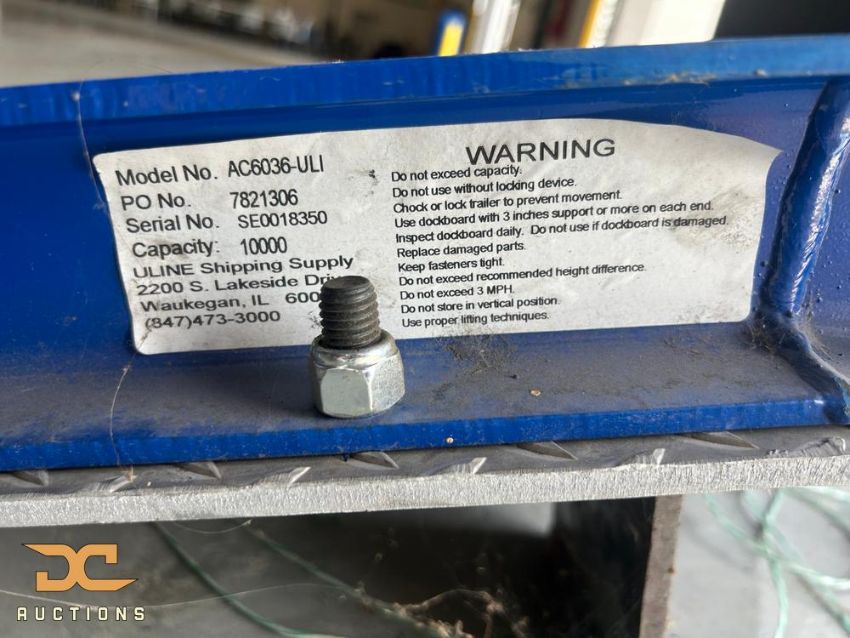 Model No. AC6036-ULI
PO No. 7821306
Serial No. SE0018350
Capacity: 10000
ULINE Shipping Supply
2200 S. Lakeside
Waukegan, IL
(847)473-3000
WARNING
Do not exceed capacity.
Do not use without locking device.
Chock or lock trailer to prevent movement.
Use dockboard with 3 inches support or more on each end.
Inspect dockboard daily. Do not use if dockboard is damaged.
Replace damaged parts.
Keep fasteners tight.
Do not exceed recommended height difference.
Do not exceed 3 MPH.
Do not store in vertical position.
Use proper lifting techniques.
DC
AUCTIONS